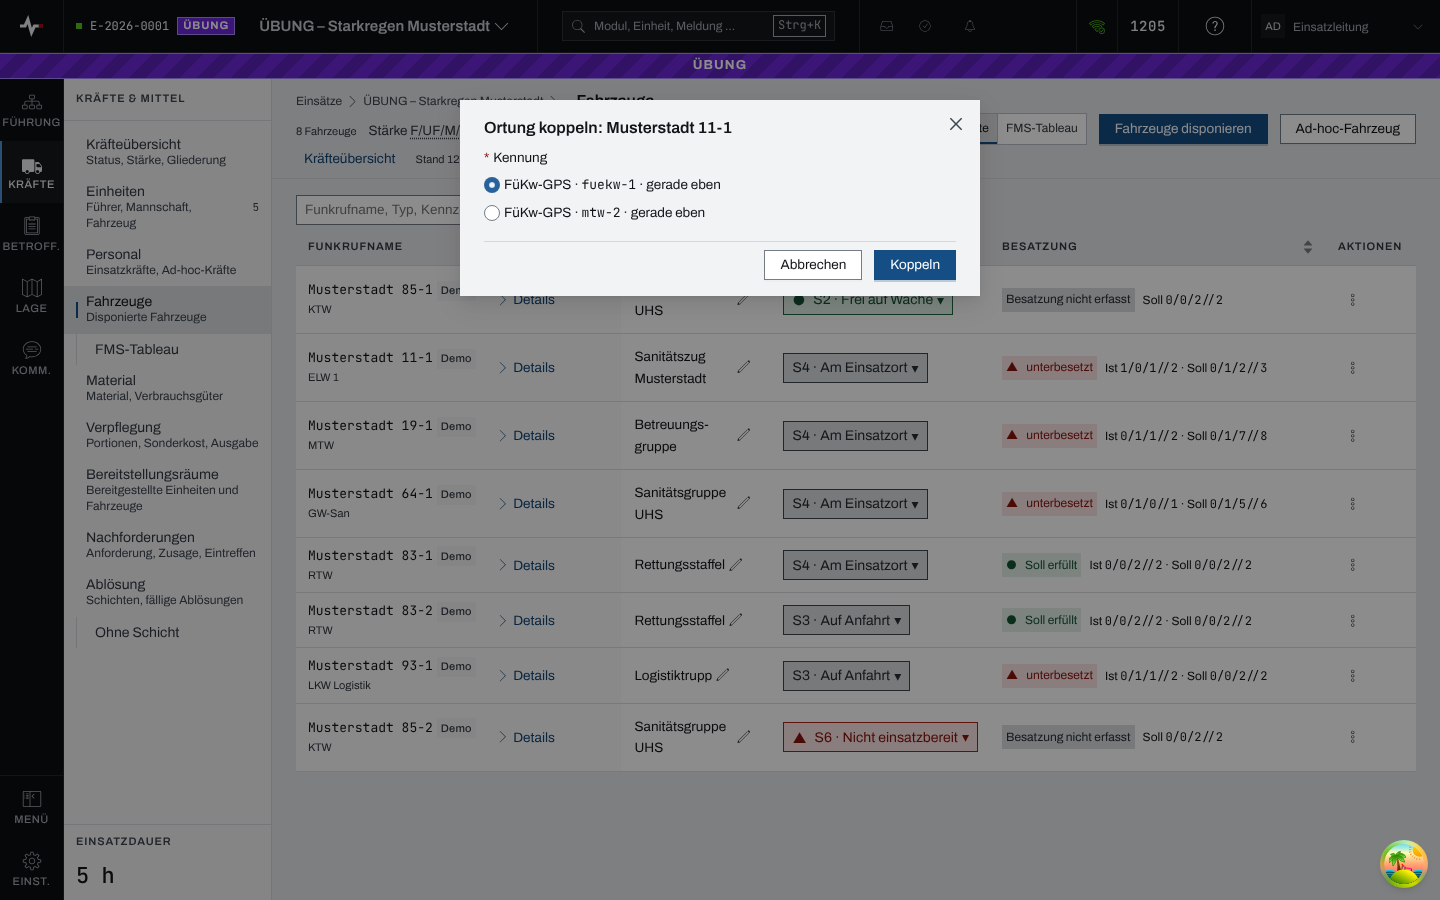 E-2026-0001 ÜBUNG ÜBUNG – Starkregen Musterstadt Modul, Einheit, Meldung ... Strg+K 1205 AD Einsatzleitung
ÜBUNG
FÜHRUNG
KRÄFTE
BETROFF.
LAGE
KOMM.
MENÜ
EINST.
KRÄFTE & MITTEL
Kräfteübersicht
Status, Stärke, Gliederung
Einheiten
Führer, Mannschaft,
Fahrzeug
5
Personal
Einsatzkräfte, Ad-hoc-Kräfte
Fahrzeuge
Disponierte Fahrzeuge
FMS-Tableau
Material
Material, Verbrauchsgüter
Verpflegung
Portionen, Sonderkost, Ausgabe
Bereitstellungsräume
Bereitgestellte Einheiten und
Fahrzeuge
Nachforderungen
Anforderung, Zusage, Eintreffen
Ablösung
Schichten, fällige Ablösungen
Ohne Schicht
EINSATZDAUER
5 h
Einsätze
8 Fahrzeuge Stärke F/UF/M/
FMS-Tableau Fahrzeuge disponieren Ad-hoc-Fahrzeug
Kräfteübersicht Stand 12
Funkrufname, Typ, Kennz
Ortung koppeln: Musterstadt 11-1
* Kennung
FüKw-GPS · fuekw-1 · gerade eben
FüKw-GPS · mtw-2 · gerade eben
Abbrechen Koppeln
FUNKRUFNAME BESATZUNG AKTIONEN
Musterstadt 85-1
KTW
Details
UHS
S2 · Frei auf Wache
Besatzung nicht erfasst Soll 0/0/2//2
Musterstadt 11-1 Demo
ELW 1
Details
Sanitätszug
Musterstadt
S4 · Am Einsatzort
unterbesetzt Ist 1/0/1//2 · Soll 0/1/2//3
Musterstadt 19-1 Demo
MTW
Details
Betreuungs-
gruppe
S4 · Am Einsatzort
unterbesetzt Ist 0/1/1//2 · Soll 0/1/7//8
Musterstadt 64-1 Demo
GW-San
Details
Sanitätsgruppe
UHS
S4 · Am Einsatzort
unterbesetzt Ist 0/1/0//1 · Soll 0/1/5//6
Musterstadt 83-1 Demo
RTW
Details
Rettungsstaffel
S4 · Am Einsatzort
Soll erfüllt Ist 0/0/2//2 · Soll 0/0/2//2
Musterstadt 83-2 Demo
RTW
Details
Rettungsstaffel
S3 · Auf Anfahrt
Soll erfüllt Ist 0/0/2//2 · Soll 0/0/2//2
Musterstadt 93-1 Demo
LKW Logistik
Details
Logistiktrupp
S3 · Auf Anfahrt
unterbesetzt Ist 0/1/1//2 · Soll 0/0/2//2
Musterstadt 85-2 Demo
KTW
Details
Sanitätsgruppe
UHS
S6 · Nicht einsatzbereit
Besatzung nicht erfasst Soll 0/0/2//2